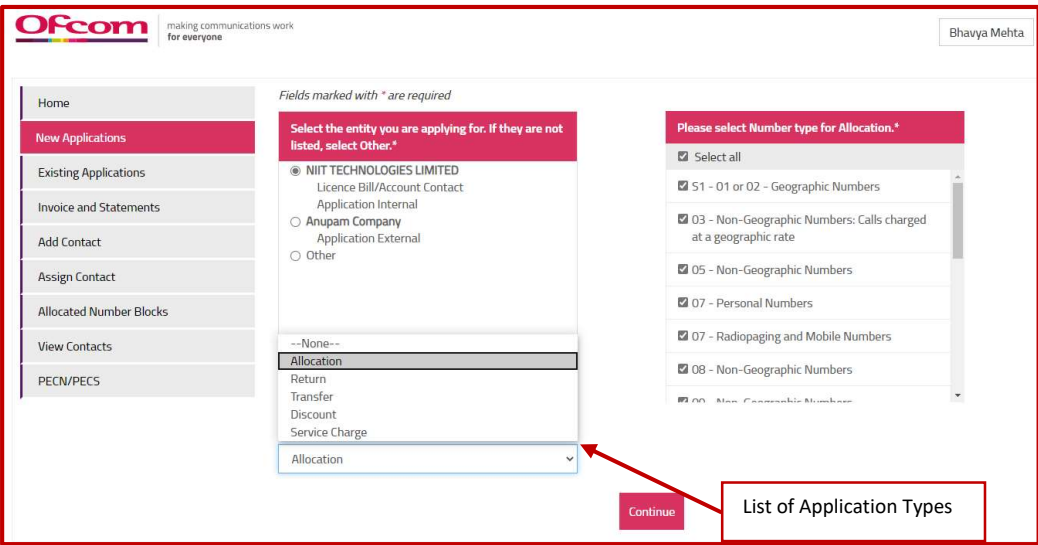 Ofcom
making communications work
for everyone
Bhavya Mehta
Home
New Applications
Existing Applications
Invoice and Statements
Add Contact
Assign Contact
Allocated Number Blocks
View Contacts
PECN/PECS
Fields marked with * are required
Select the entity you are applying for. If they are not
listed, select Other.*
NIIT TECHNOLOGIES LIMITED
Licence Bill/Account Contact
Application Internal
Anupam Company
Application External
Other
--None--
Allocation
Return
Transfer
Discount
Service Charge
Allocation
Please select Number type for Allocation.*
Select all
S1 - 01 or 02 - Geographic Numbers
03 - Non-Geographic Numbers: Calls charged
at a geographic rate
05 - Non-Geographic Numbers
07 - Personal Numbers
07 - Radiopaging and Mobile Numbers
08 - Non-Geographic Numbers
09 - Non-Geographic Numbers
Continue
List of Application Types